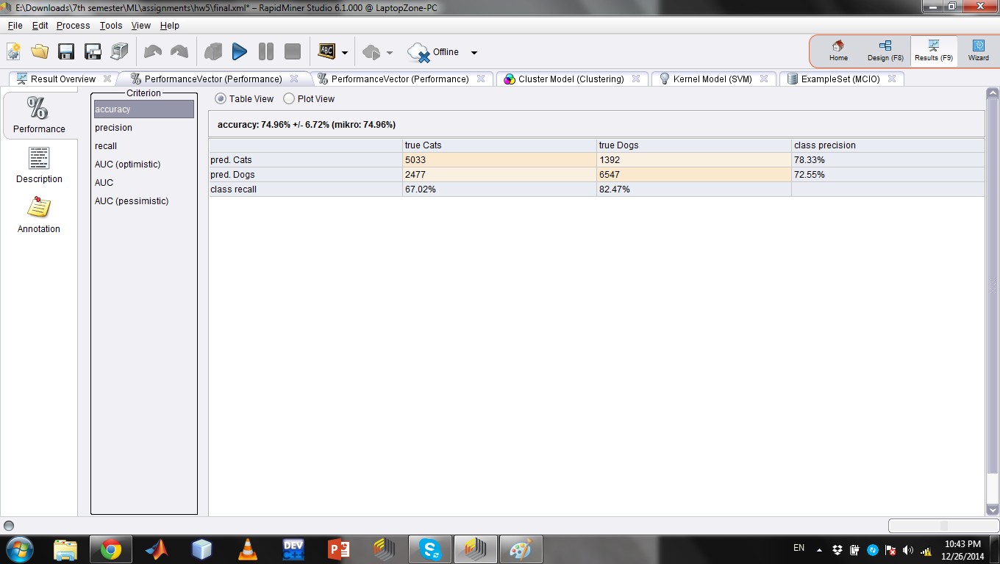 E:\Downloads\7th semester\ML\assignments\hw5\final.xml* – RapidMiner Studio 6.1.000 @ LaptopZone-PC
File Edit Process Tools View Help
ABC Offline Home Design (F8) Results (F9) Wizard
Result Overview PerformanceVector (Performance) PerformanceVector (Performance) Cluster Model (Clustering) Kernel Model (SVM) ExampleSet (MCIO)
% Performance
Description
Annotation
Criterion
accuracy
precision
recall
AUC (optimistic)
AUC
AUC (pessimistic)
Table View Plot View
accuracy: 74.96% +/- 6.72% (mikro: 74.96%)
true Cats true Dogs class precision
pred. Cats 5033 1392 78.33%
pred. Dogs 2477 6547 72.55%
class recall 67.02% 82.47%
DEV C++ P S EN 10:43 PM
12/26/2014